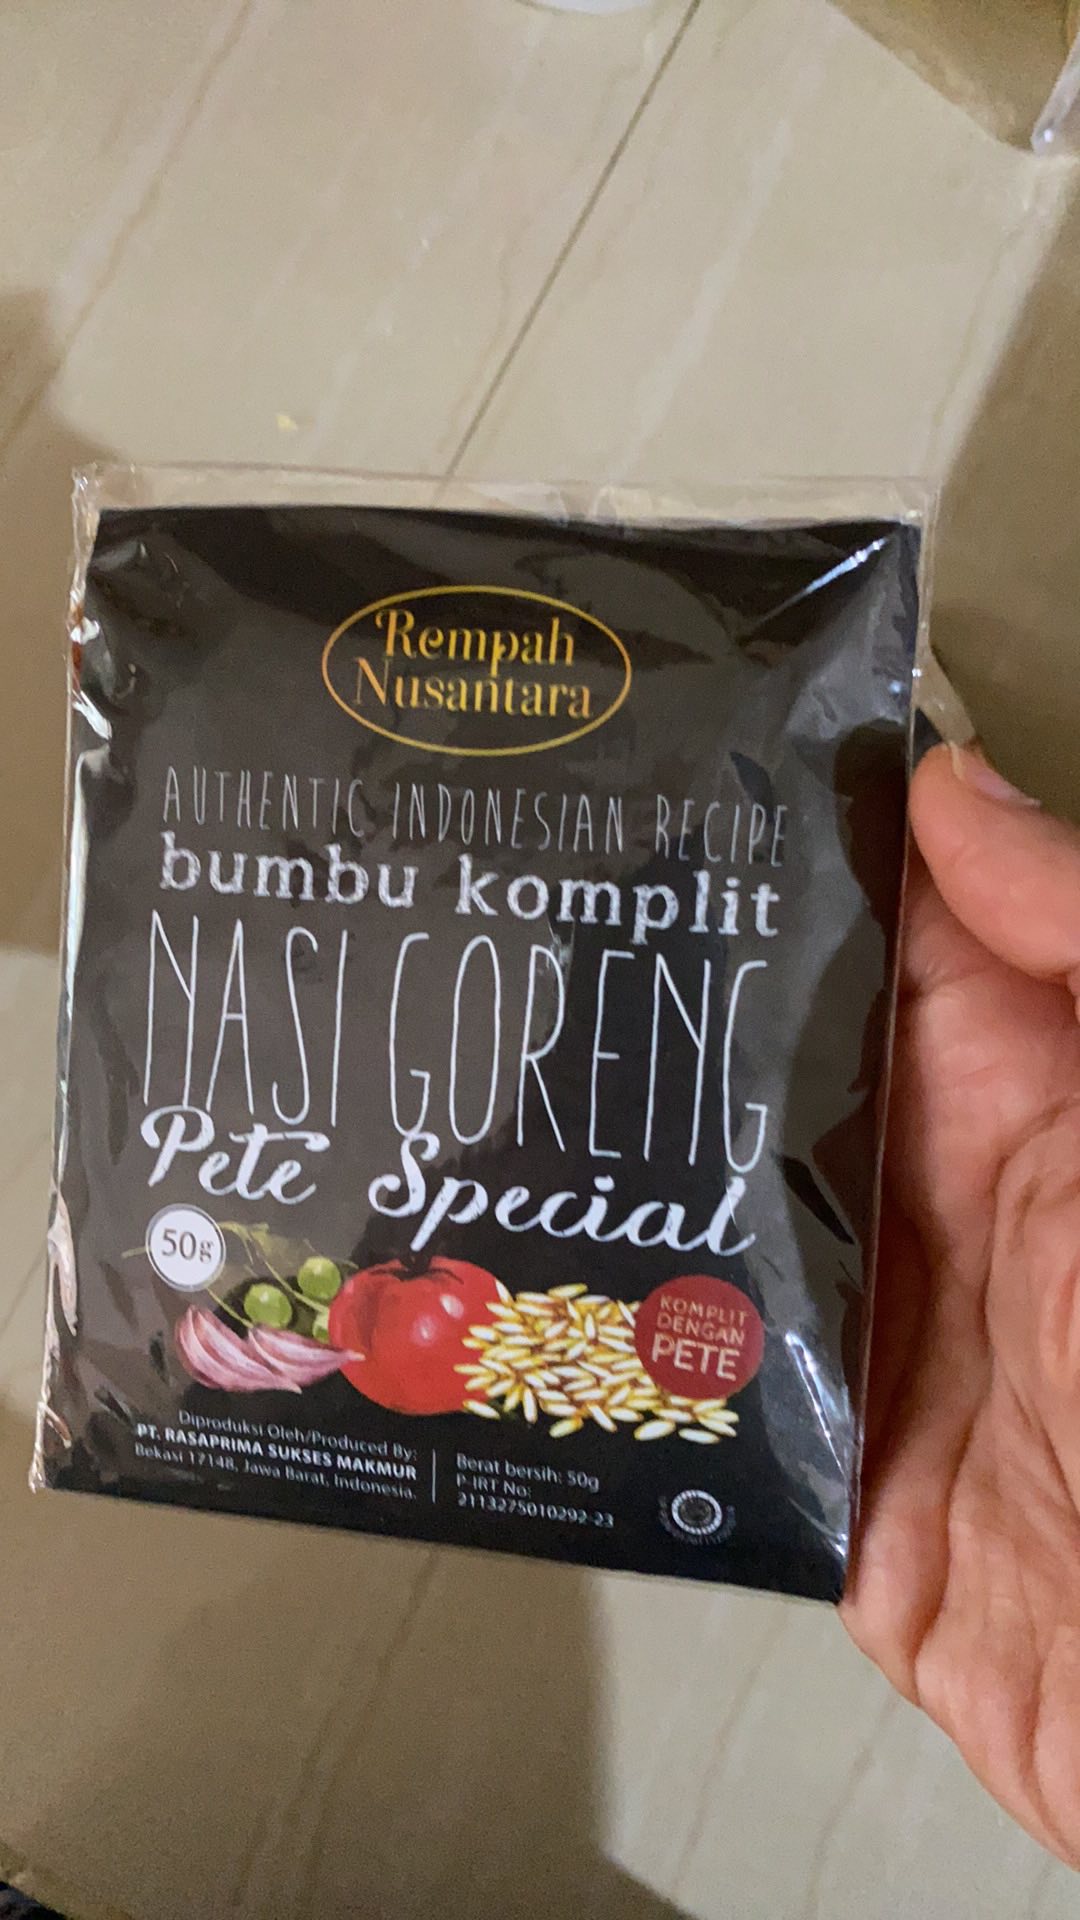 Rempah
Nusantara
AUTHENTIC INDONESIAN RECIPE
bumbu komplit
NASI GORENG
Pete Special
50g
KOMPLIT
DENGAN
PETE
Diproduksi Oleh/Produced By:
PT. RASAPRIMA SUKSES MAKMUR
Bekasi 17148, Jawa Barat, Indonesia.
Berat bersih: 50g
P-IRT No:
2113275010292-23